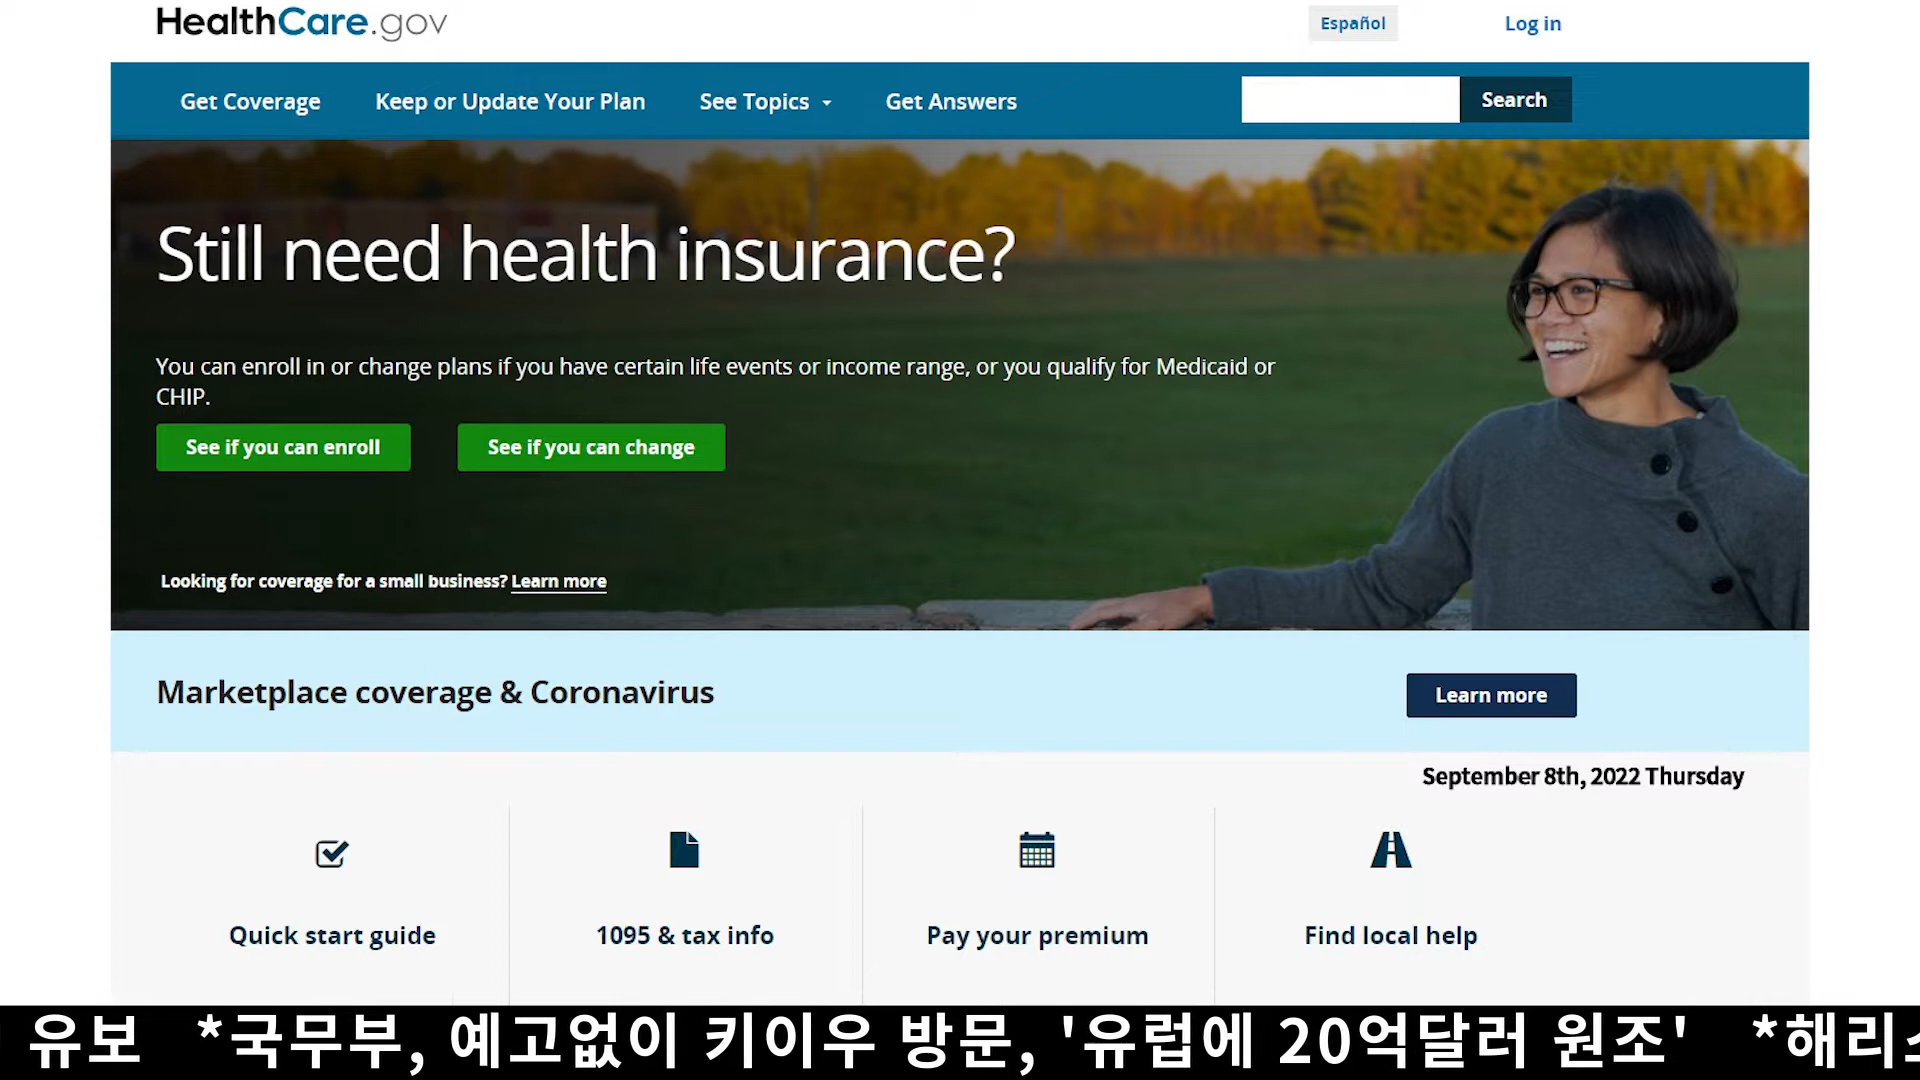 HealthCare.gov
Español
Log in
Get Coverage
Keep or Update Your Plan
See Topics
Get Answers
Search
Still need health insurance?
You can enroll in or change plans if you have certain life events or income range, or you qualify for Medicaid or
CHIP.
See if you can enroll
See if you can change
Looking for coverage for a small business? Learn more
Marketplace coverage & Coronavirus
Learn more
September 8th, 2022 Thursday
Quick start guide
1095 & tax info
Pay your premium
Find local help
유보 *국무부, 예고없이 키이우 방문, '유럽에 20억달러 원조' *해리